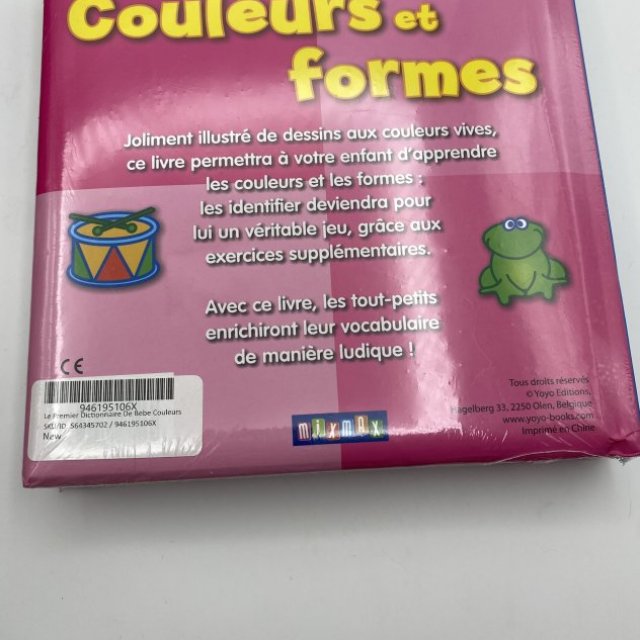 Couleurs et
formes
Joliment illustré de dessins aux couleurs vives,
ce livre permettra à votre enfant d'apprendre
les couleurs et les formes :
les identifier deviendra pour
lui un véritable jeu, grâce aux
exercices supplémentaires.
Avec ce livre, les tout-petits
enrichiront leur vocabulaire
de manière ludique !
CE
946195106X
Le Premier Dictionnaire De Bebe Couleurs
SKU/ID: 564345702 / 946195106X
New
mixmax
Tous droits réservés
© Yoyo Editions,
Hagelberg 33, 2250 Olen, Belgique
www.yoyo-books.com
Imprimé en Chine